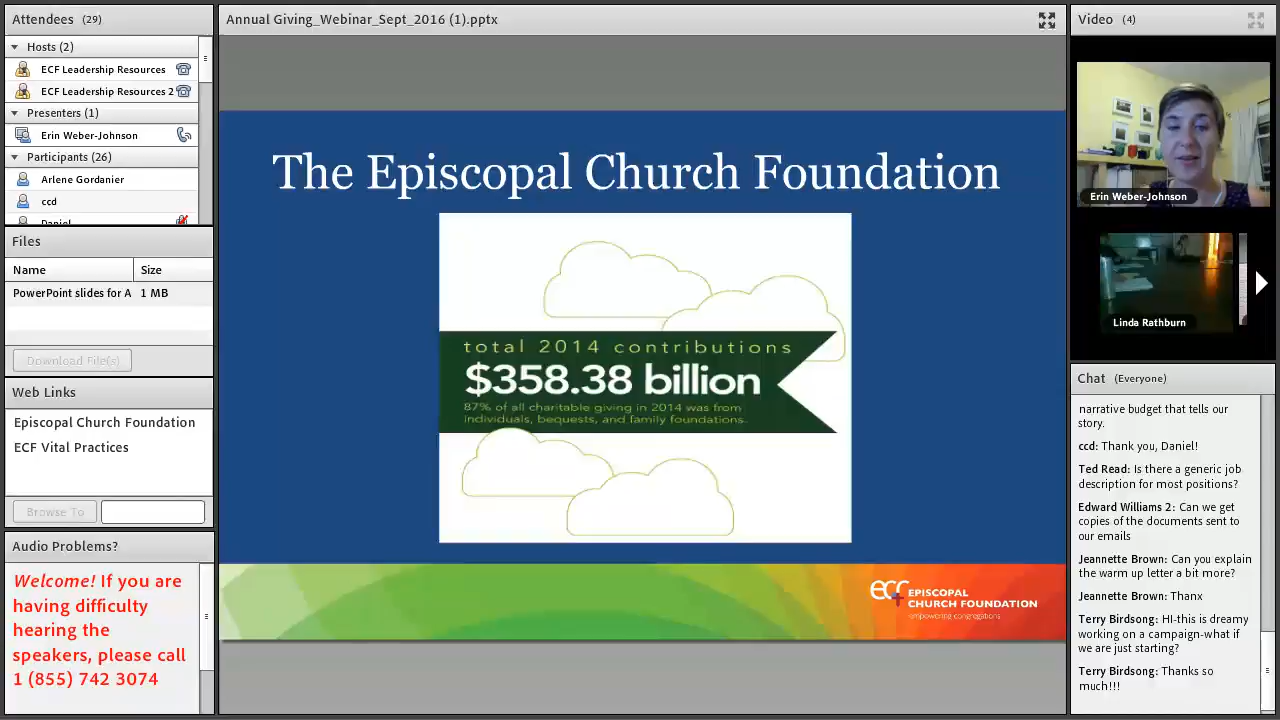 Attendees (29)
Hosts (2)
ECF Leadership Resources
ECF Leadership Resources 2
Presenters (1)
Erin Weber-Johnson
Participants (26)
Arlene Gordanier
ccd
Daniel
Files
Name Size
PowerPoint slides for A 1 MB
Download File(s)
Web Links
Episcopal Church Foundation
ECF Vital Practices
Browse To
Audio Problems?
Welcome! If you are
having difficulty
hearing the
speakers, please call
1 (855) 742 3074
Annual Giving_Webinar_Sept_2016 (1).pptx
The Episcopal Church Foundation
total 2014 contributions
$358.38 billion
87% of all charitable giving in 2014 was from
individuals, bequests, and family foundations.
ecf EPISCOPAL
CHURCH FOUNDATION
empowering congregations
Video (4)
Erin Weber-Johnson
Linda Rathburn
Chat (Everyone)
narrative budget that tells our
story.
ccd: Thank you, Daniel!
Ted Read: Is there a generic job
description for most positions?
Edward Williams 2: Can we get
copies of the documents sent to
our emails
Jeannette Brown: Can you explain
the warm up letter a bit more?
Jeannette Brown: Thanx
Terry Birdsong: HI-this is dreamy
working on a campaign-what if
we are just starting?
Terry Birdsong: Thanks so
much!!!